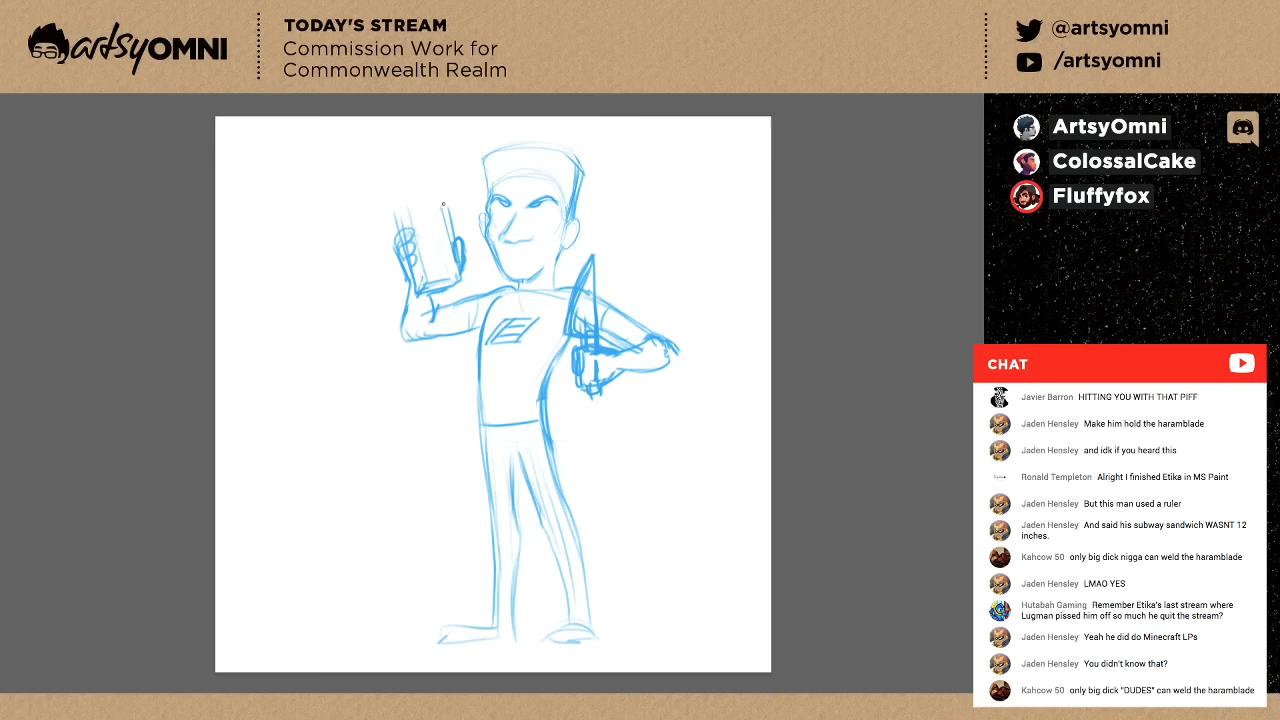 artsyOMNI
TODAY'S STREAM
Commission Work for
Commonwealth Realm
@artsyomni
/artsyomni
ArtsyOmni
ColossalCake
Fluffyfox
CHAT
Javier Barron HITTING YOU WITH THAT PIFF
Jaden Hensley Make him hold the haramblade
Jaden Hensley and idk if you heard this
Ronald Templeton Alright I finished Etika in MS Paint
Jaden Hensley But this man used a ruler
Jaden Hensley And said his subway sandwich WASNT 12
inches.
Kahcow 50 only big dick nigga can weld the haramblade
Jaden Hensley LMAO YES
Hutabah Gaming Remember Etika's last stream where
Lugman pissed him off so much he quit the stream?
Jaden Hensley Yeah he did do Minecraft LPs
Jaden Hensley You didn't know that?
Kahcow 50 only big dick "DUDES" can weld the haramblade